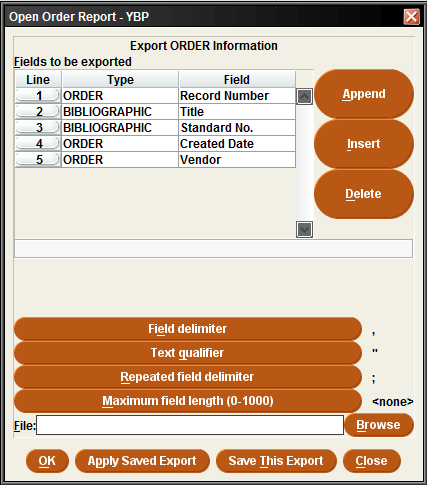 Open Order Report - YBP
Export ORDER Information
Fields to be exported
Line Type Field
1 ORDER Record Number
2 BIBLIOGRAPHIC Title
3 BIBLIOGRAPHIC Standard No.
4 ORDER Created Date
5 ORDER Vendor
Append
Insert
Delete
Field delimiter ,
Text qualifier "
Repeated field delimiter ;
Maximum field length (0-1000) <none>
File: Browse
OK Apply Saved Export Save This Export Close